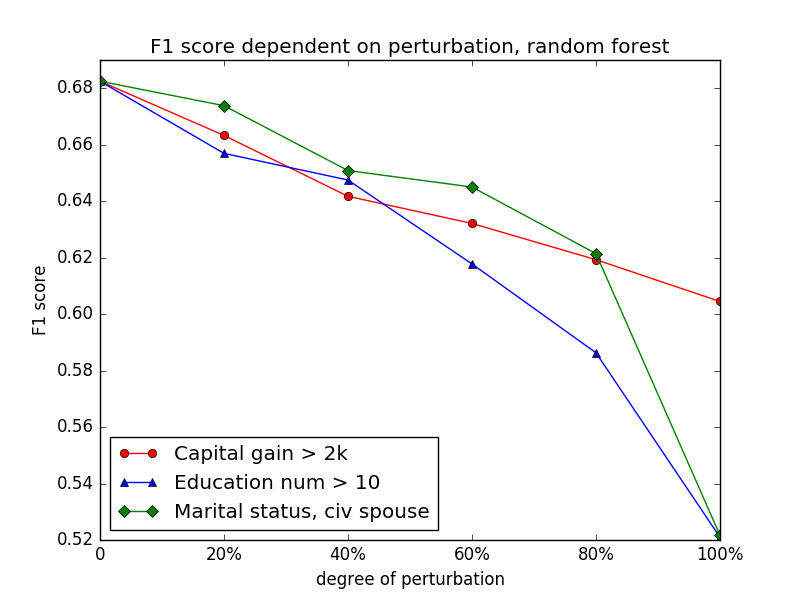 F1 score dependent on perturbation, random forest
0.68
0.66
0.64
0.62
0.60
0.58
0.56
0.54
0.52
F1 score
Capital gain > 2k
Education num > 10
Marital status, civ spouse
0 20% 40% 60% 80% 100%
degree of perturbation